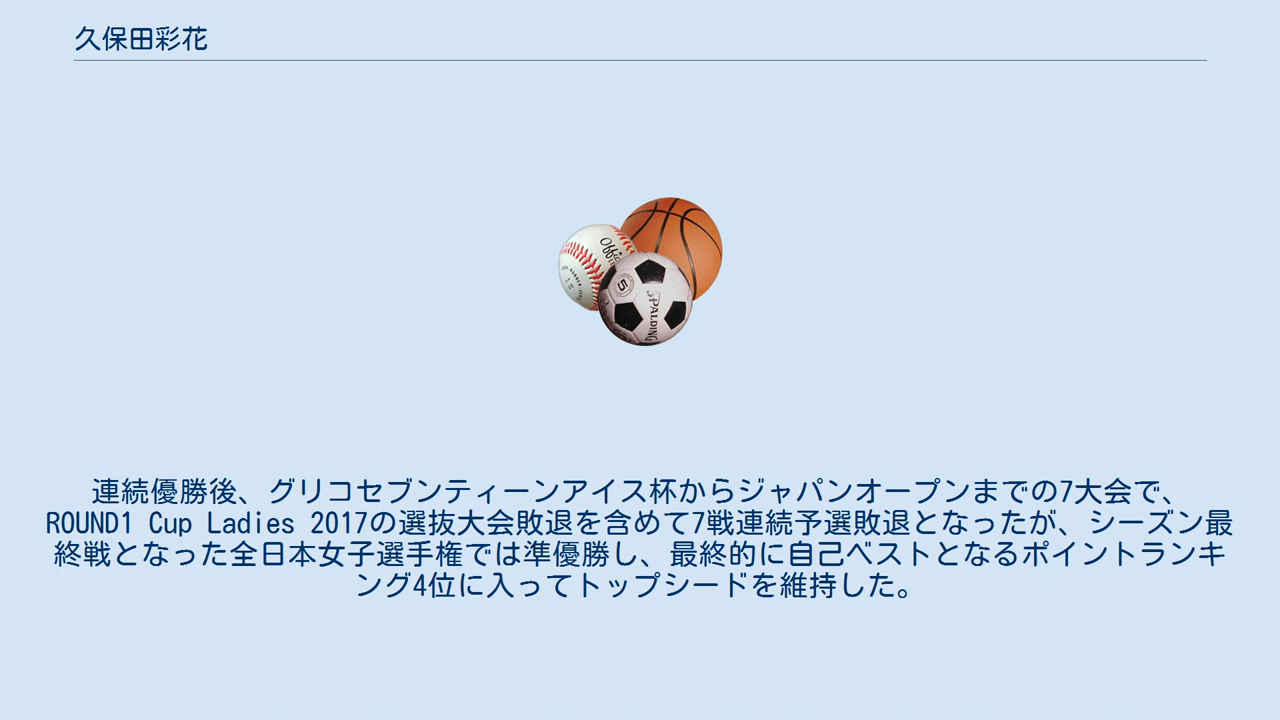 久保田彩花
Offic
5
SPALDING
連続優勝後、グリコセブンティーンアイス杯からジャパンオープンまでの7大会で、
ROUND1 Cup Ladies 2017の選抜大会敗退を含めて7戦連続予選敗退となったが、シーズン最
終戦となった全日本女子選手権では準優勝し、最終的に自己ベストとなるポイントランキ
ング4位に入ってトップシードを維持した。